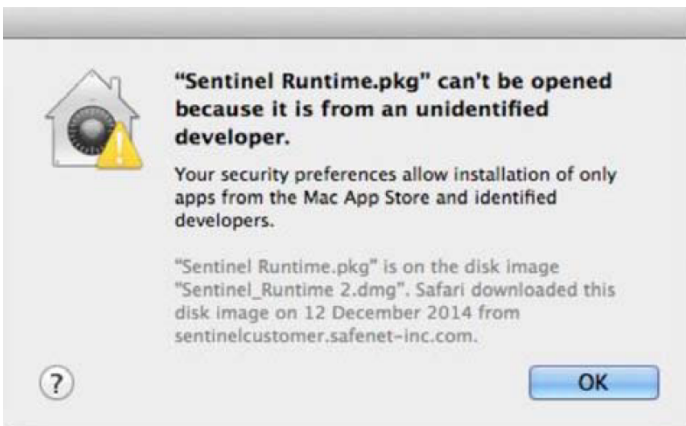 “Sentinel Runtime.pkg” can't be opened
because it is from an unidentified
developer.
Your security preferences allow installation of only
apps from the Mac App Store and identified
developers.
“Sentinel Runtime.pkg” is on the disk image
“Sentinel_Runtime 2.dmg”. Safari downloaded this
disk image on 12 December 2014 from
sentinelcustomer.safenet-inc.com.
?
OK